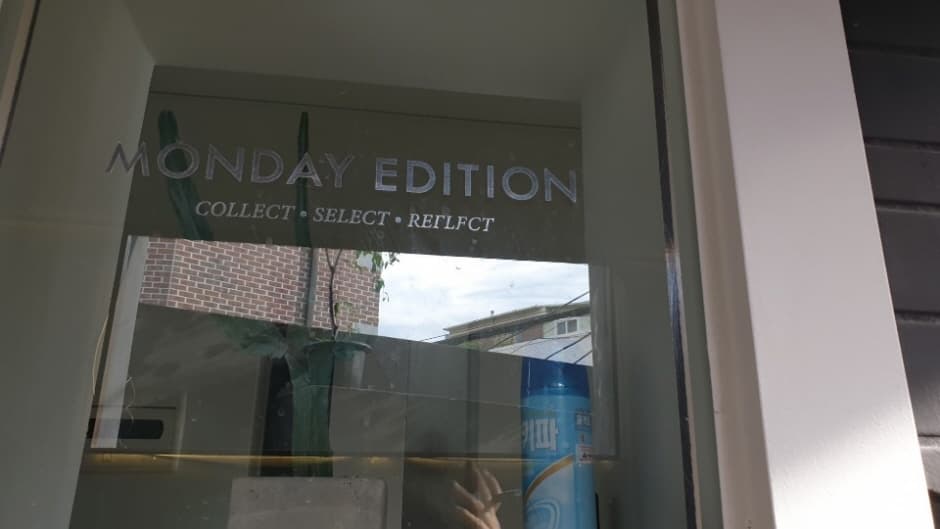 MONDAY EDITION
COLLECT • SELECT • REFLECT